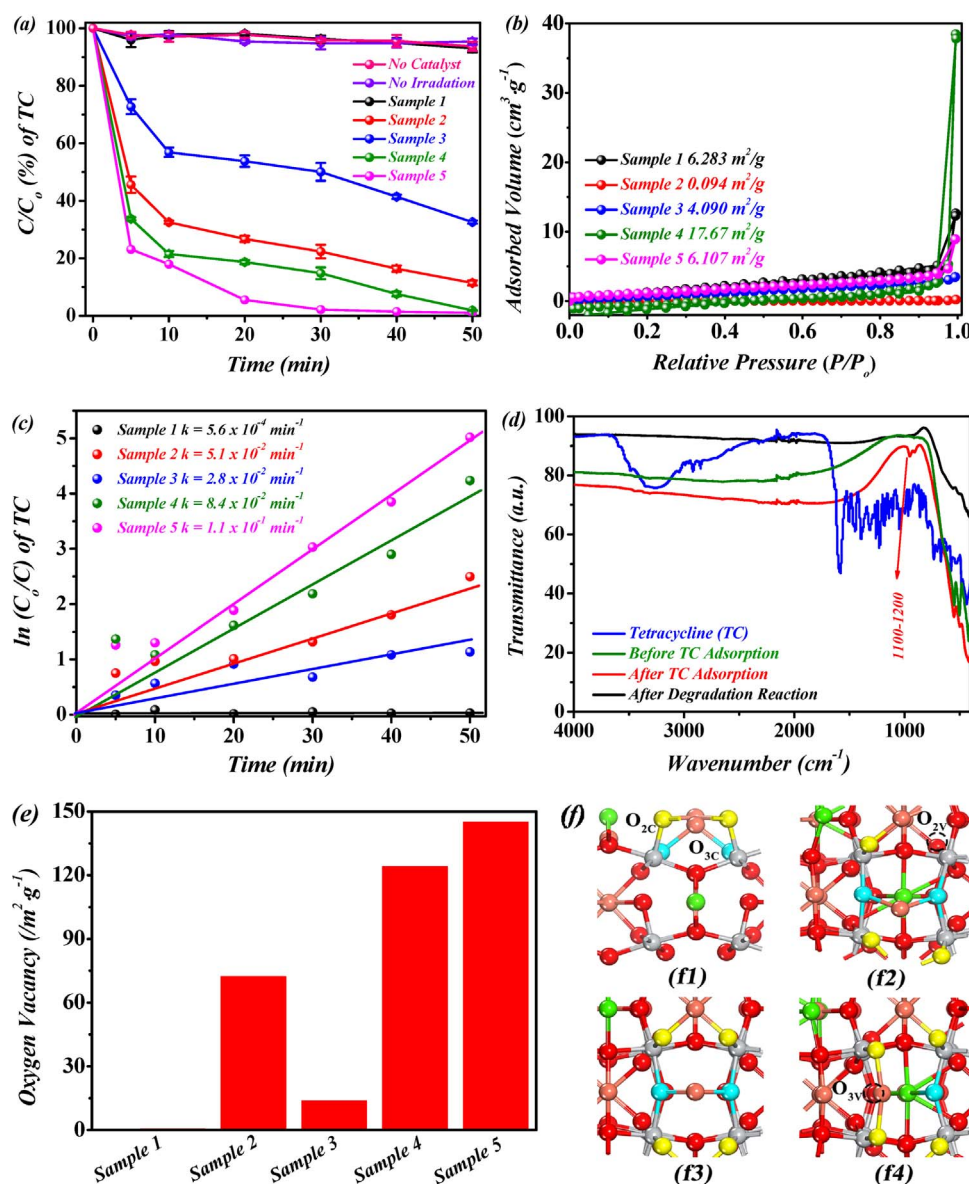 (a)
C/Cₒ (%) of TC
100
80
60
40
20
0
No Catalyst
No Irradiation
Sample 1
Sample 2
Sample 3
Sample 4
Sample 5
0 10 20 30 40 50
Time (min)
(b)
Adsorbed Volume (cm³·g⁻¹)
40
30
20
10
0
Sample 1 6.283 m²/g
Sample 2 0.094 m²/g
Sample 3 4.090 m²/g
Sample 4 17.67 m²/g
Sample 5 6.107 m²/g
0.0 0.2 0.4 0.6 0.8 1.0
Relative Pressure (P/Pₒ)
(c)
ln (Cₒ/C) of TC
5
4
3
2
1
0
Sample 1 k = 5.6 x 10⁻⁴ min⁻¹
Sample 2 k = 5.1 x 10⁻² min⁻¹
Sample 3 k = 2.8 x 10⁻² min⁻¹
Sample 4 k = 8.4 x 10⁻² min⁻¹
Sample 5 k = 1.1 x 10⁻¹ min⁻¹
0 10 20 30 40 50
Time (min)
(d)
Transmittance (a.u.)
100
80
60
40
20
0
1100-1200
Tetracycline (TC)
Before TC Adsorption
After TC Adsorption
After Degradation Reaction
4000 3000 2000 1000
Wavenumber (cm⁻¹)
(e)
Oxygen Vacancy (/m²·g⁻¹)
150
120
90
60
30
0
Sample 1 Sample 2 Sample 3 Sample 4 Sample 5
(f)
O₂C
O₃C
(f1)
O₂V
(f2)
(f3)
O₃V
(f4)